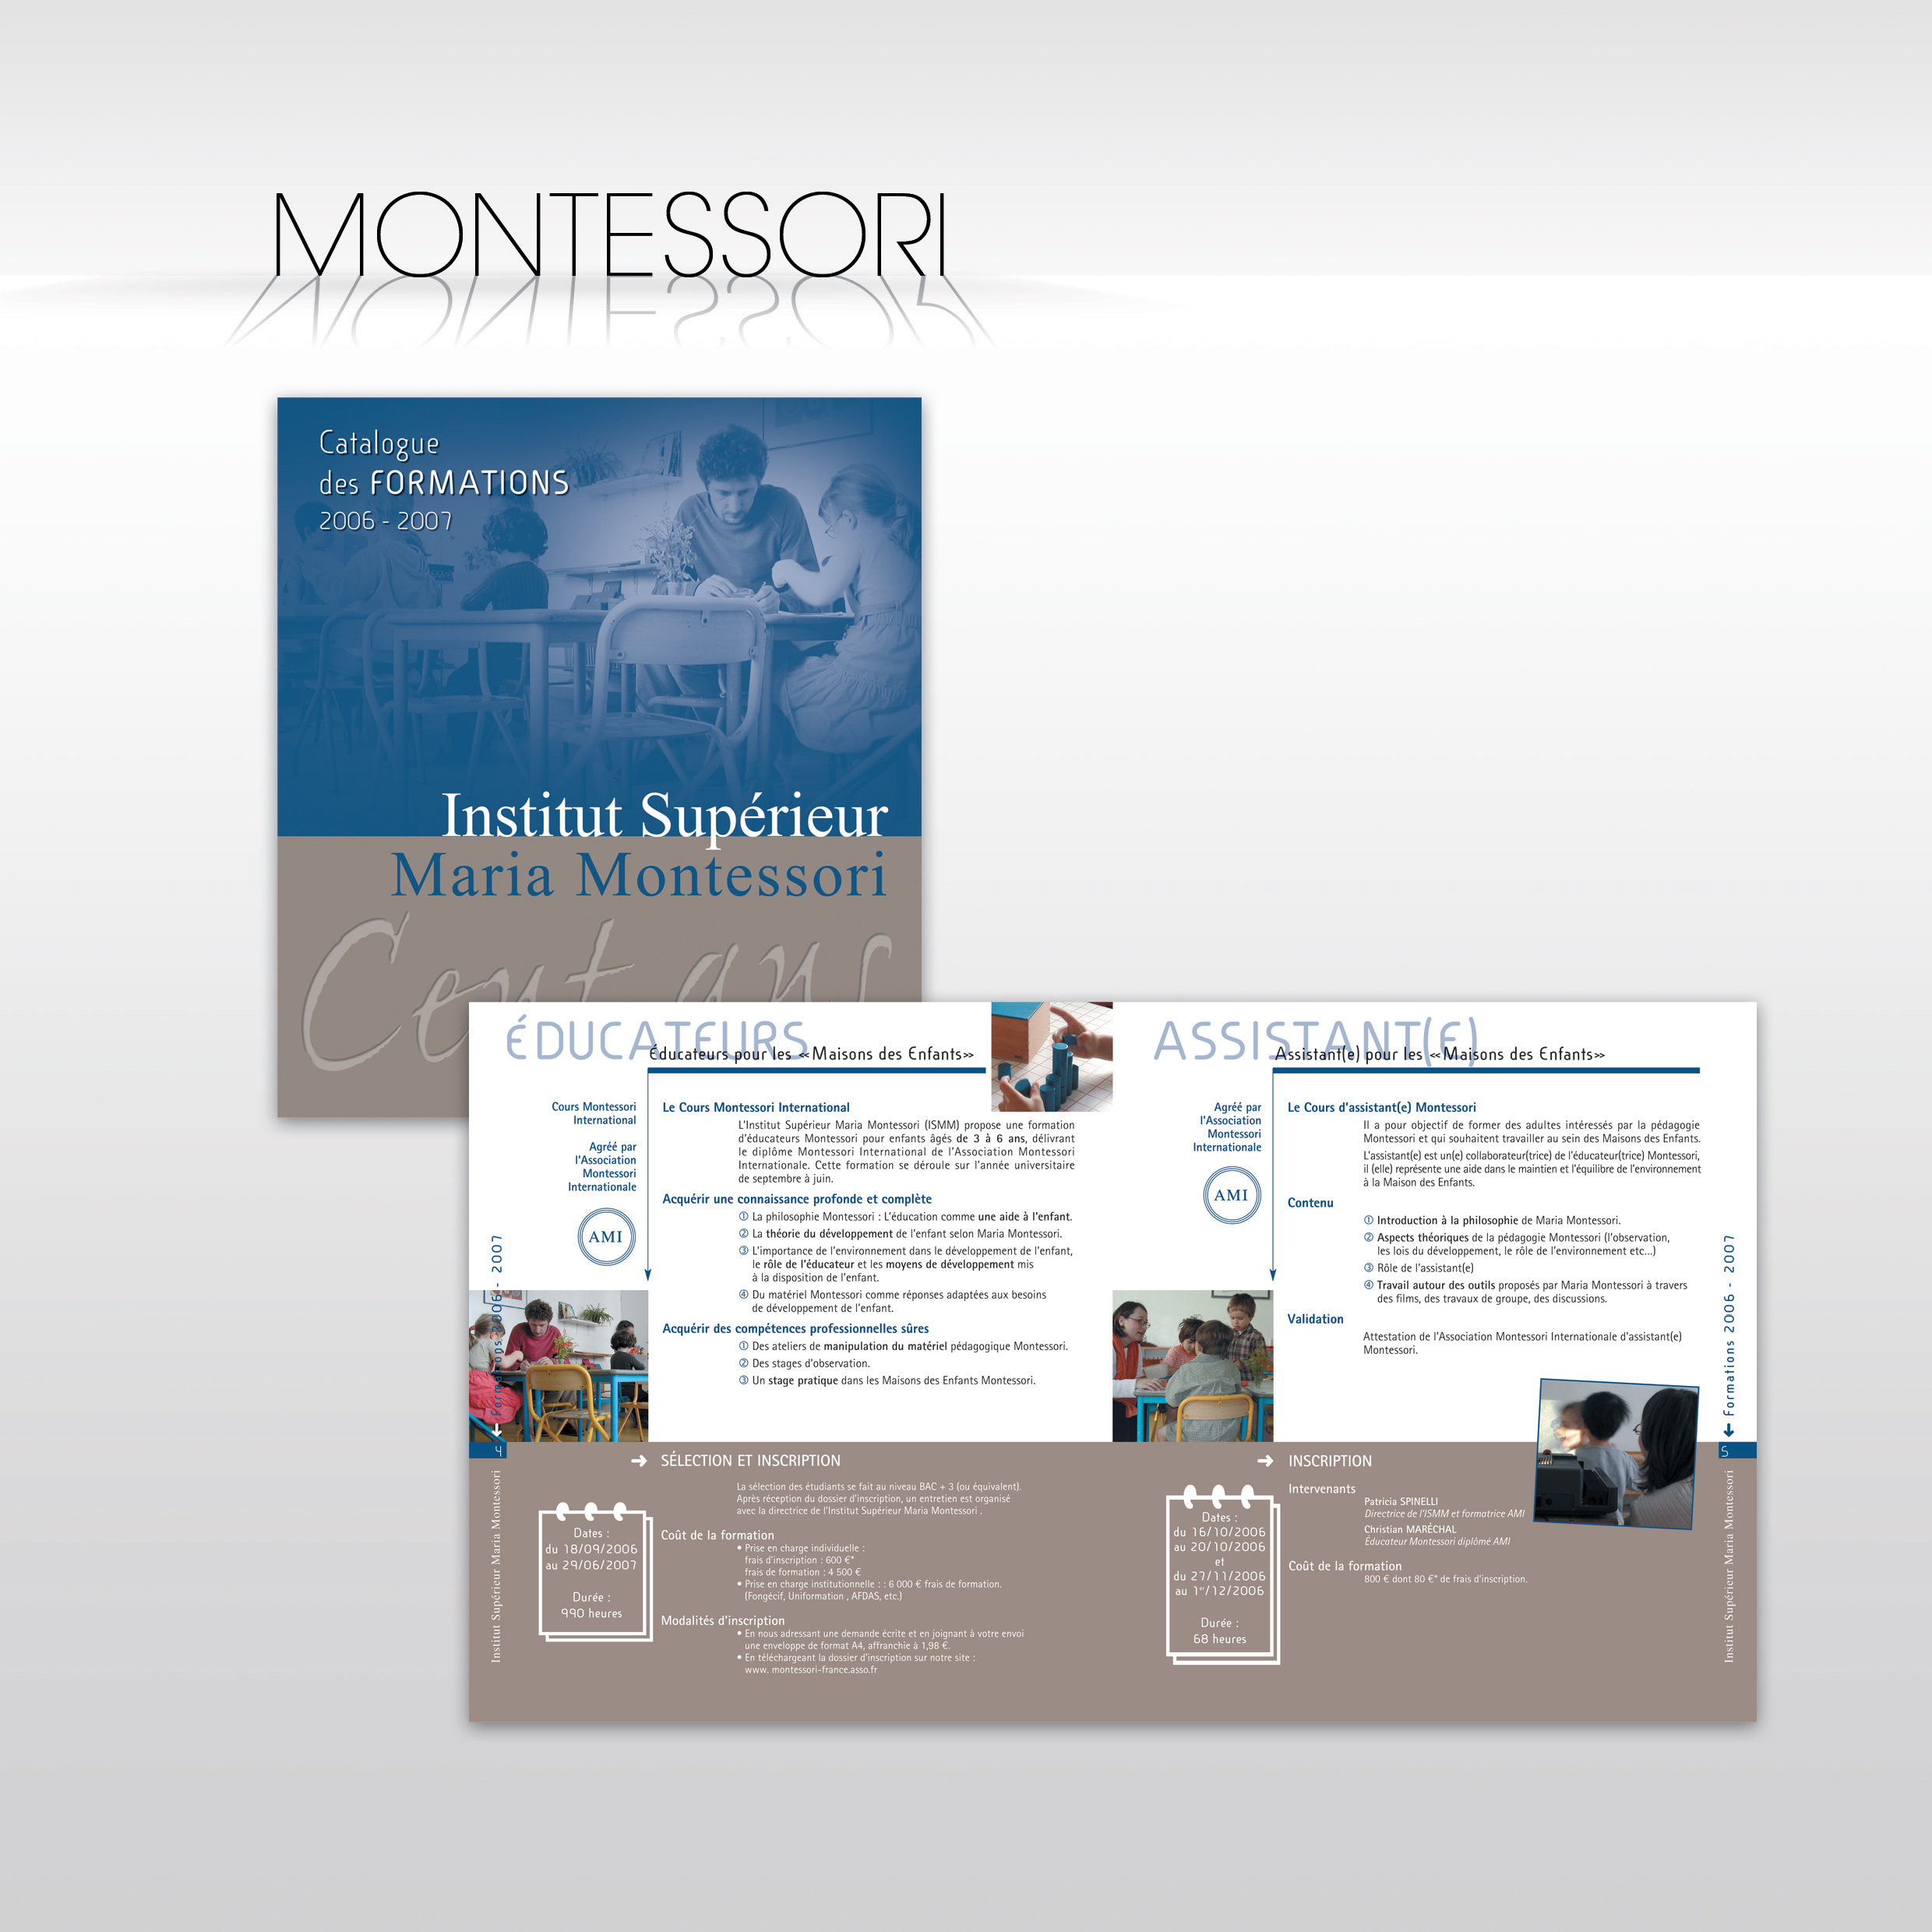 MONTESSORI
Catalogue
des FORMATIONS
2006 - 2007
Institut Supérieur
Maria Montessori
Cent ans
ÉDUCATEURS
Éducateurs pour les «Maisons des Enfants»
Cours Montessori
International
Agréé par
l'Association
Montessori
Internationale
AMI
Le Cours Montessori International
L'Institut Supérieur Maria Montessori (ISMM) propose une formation
d'éducateurs Montessori pour enfants âgés de 3 à 6 ans, délivrant
le diplôme Montessori International de l'Association Montessori
Internationale. Cette formation se déroule sur l'année universitaire
de septembre à juin.
Acquérir une connaissance profonde et complète
① La philosophie Montessori : L'éducation comme une aide à l'enfant.
② La théorie du développement de l'enfant selon Maria Montessori.
③ L'importance de l'environnement dans le développement de l'enfant,
le rôle de l'éducateur et les moyens de développement mis
à la disposition de l'enfant.
④ Du matériel Montessori comme réponses adaptées aux besoins
de développement de l'enfant.
Acquérir des compétences professionnelles sûres
① Des ateliers de manipulation du matériel pédagogique Montessori.
② Des stages d'observation.
③ Un stage pratique dans les Maisons des Enfants Montessori.
Formations 2006 - 2007
4
Institut Supérieur Maria Montessori
➜ SÉLECTION ET INSCRIPTION
La sélection des étudiants se fait au niveau BAC + 3 (ou équivalent).
Après réception du dossier d'inscription, un entretien est organisé
avec la directrice de l'Institut Supérieur Maria Montessori .
Dates :
du 18/09/2006
au 29/06/2007
Durée :
990 heures
Coût de la formation
• Prise en charge individuelle :
frais d'inscription : 600 €*
frais de formation : 4 500 €
• Prise en charge institutionnelle : : 6 000 € frais de formation.
(Fongécif, Uniformation , AFDAS, etc.)
Modalités d'inscription
• En nous adressant une demande écrite et en joignant à votre envoi
une enveloppe de format A4, affranchie à 1,98 €.
• En téléchargeant la dossier d'inscription sur notre site :
www. montessori-france.asso.fr
ASSISTANT(E)
Assistant(e) pour les «Maisons des Enfants»
Agréé par
l'Association
Montessori
Internationale
AMI
Le Cours d'assistant(e) Montessori
Il a pour objectif de former des adultes intéressés par la pédagogie
Montessori et qui souhaitent travailler au sein des Maisons des Enfants.
L'assistant(e) est un(e) collaborateur(trice) de l'éducateur(trice) Montessori,
il (elle) représente une aide dans le maintien et l'équilibre de l'environnement
à la Maison des Enfants.
Contenu
① Introduction à la philosophie de Maria Montessori.
② Aspects théoriques de la pédagogie Montessori (l'observation,
les lois du développement, le rôle de l'environnement etc...)
③ Rôle de l'assistant(e)
④ Travail autour des outils proposés par Maria Montessori à travers
des films, des travaux de groupe, des discussions.
Validation
Attestation de l'Association Montessori Internationale d'assistant(e)
Montessori.
➜ INSCRIPTION
Intervenants
Patricia SPINELLI
Directrice de l'ISMM et formatrice AMI
Christian MARÉCHAL
Éducateur Montessori diplômé AMI
Coût de la formation
800 € dont 80 €* de frais d'inscription.
Dates :
du 16/10/2006
au 20/10/2006
et
du 27/11/2006
au 1er/12/2006
Durée :
68 heures
Formations 2006 - 2007
5
Institut Supérieur Maria Montessori